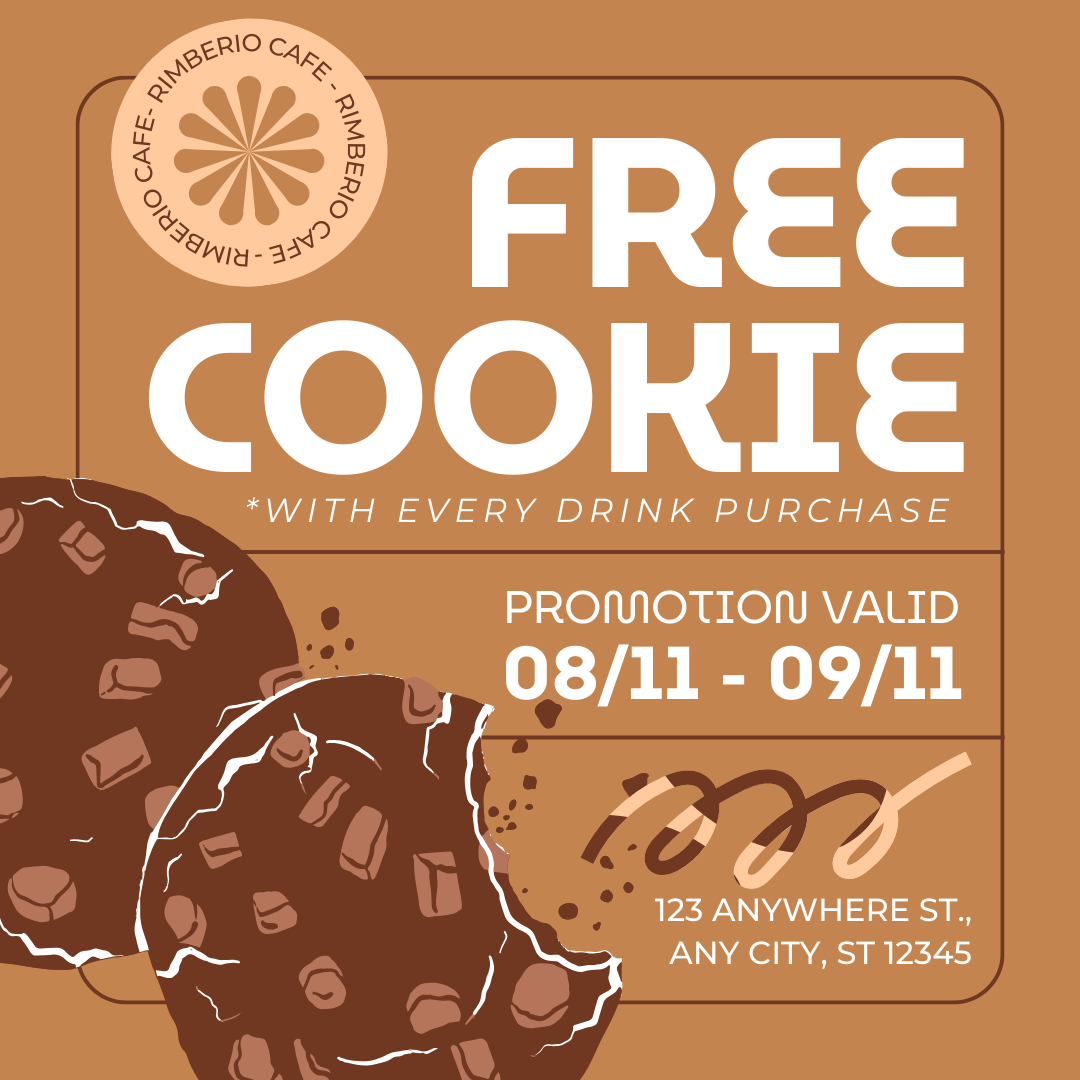 RIMBERIO CAFE - RIMBERIO CAFE - RIMBERIO CAFE-
FREE
COOKIE
*WITH EVERY DRINK PURCHASE
PROMOTION VALID
08/11 - 09/11
123 ANYWHERE ST.,
ANY CITY, ST 12345